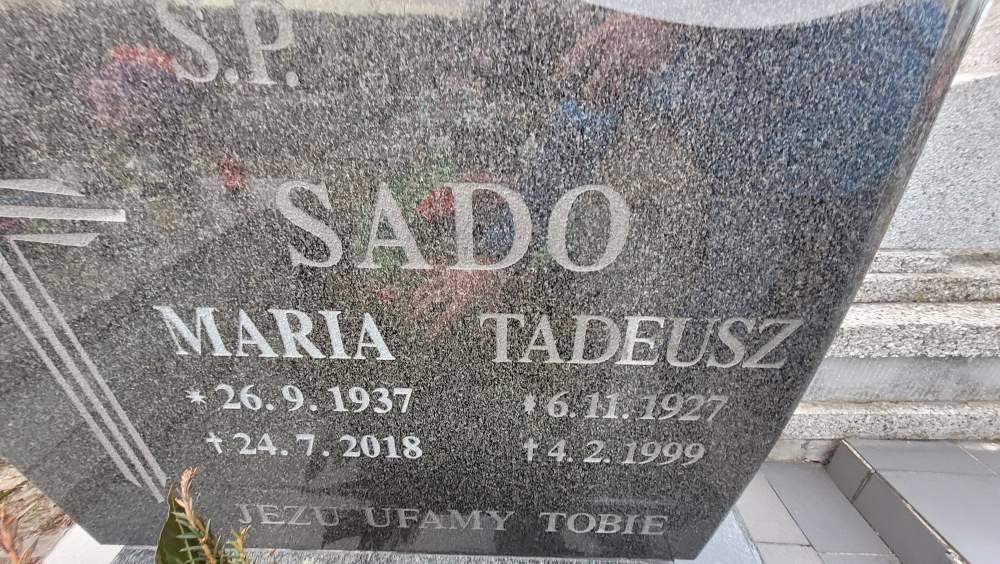 S.P.
SADO
MARIA TADEUSZ
* 26.9.1937 * 6.11.1927
† 24.7.2018 † 4.2.1999
JEZU UFAMY TOBIE